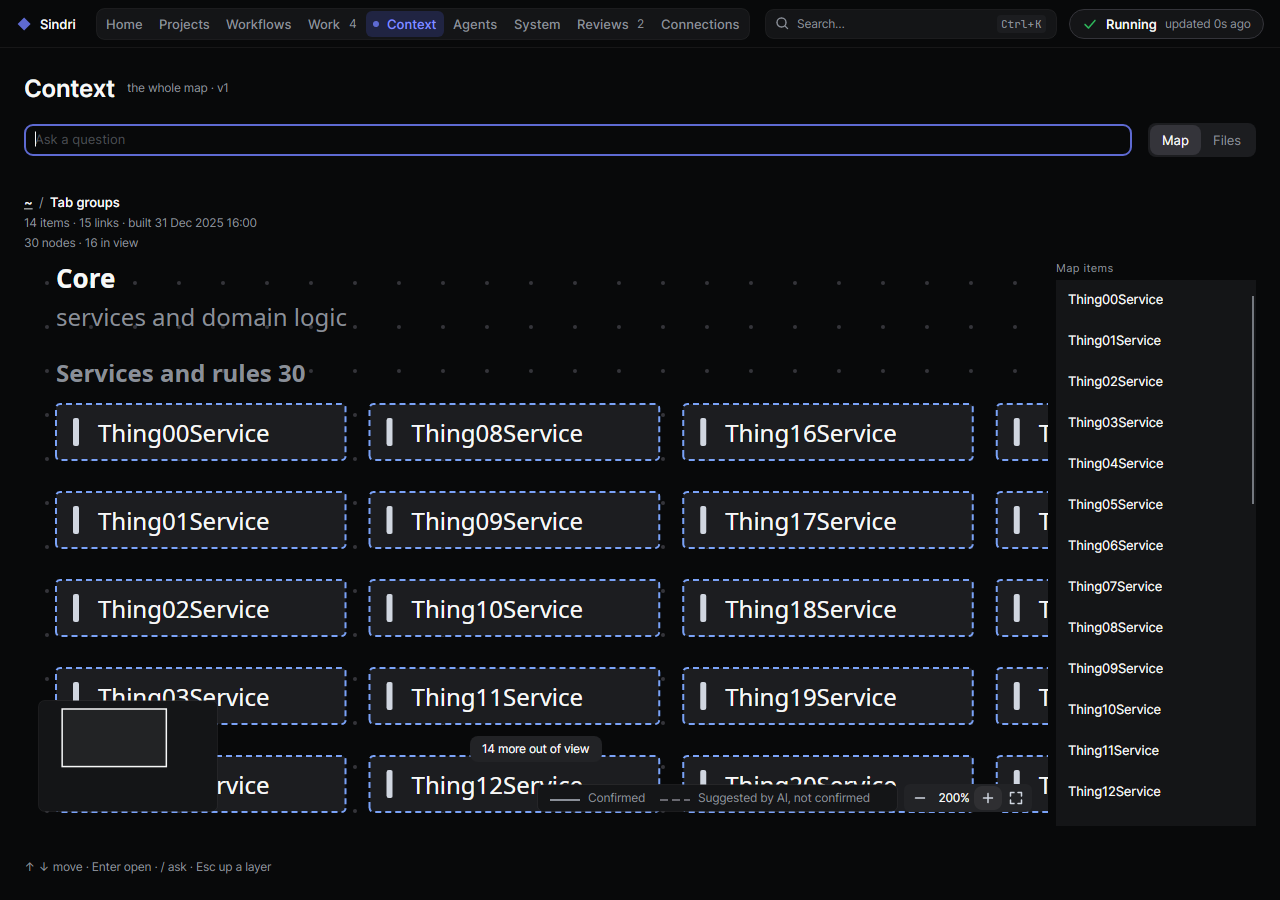 Sindri
Home Projects Workflows Work 4 Context Agents System Reviews 2 Connections
Search... Ctrl+K
Running updated 0s ago
Context the whole map · v1
Ask a question
Map Files
~ / Tab groups
14 items · 15 links · built 31 Dec 2025 16:00
30 nodes · 16 in view
Core
services and domain logic
Services and rules 30
Thing00Service Thing08Service Thing16Service T
Thing01Service Thing09Service Thing17Service T
Thing02Service Thing10Service Thing18Service T
Thing03Service Thing11Service Thing19Service T
14 more out of view
rvice Thing12Service Thing20Service T
Confirmed Suggested by AI, not confirmed
− 200% +
Map items
Thing00Service
Thing01Service
Thing02Service
Thing03Service
Thing04Service
Thing05Service
Thing06Service
Thing07Service
Thing08Service
Thing09Service
Thing10Service
Thing11Service
Thing12Service
↑ ↓ move · Enter open · / ask · Esc up a layer